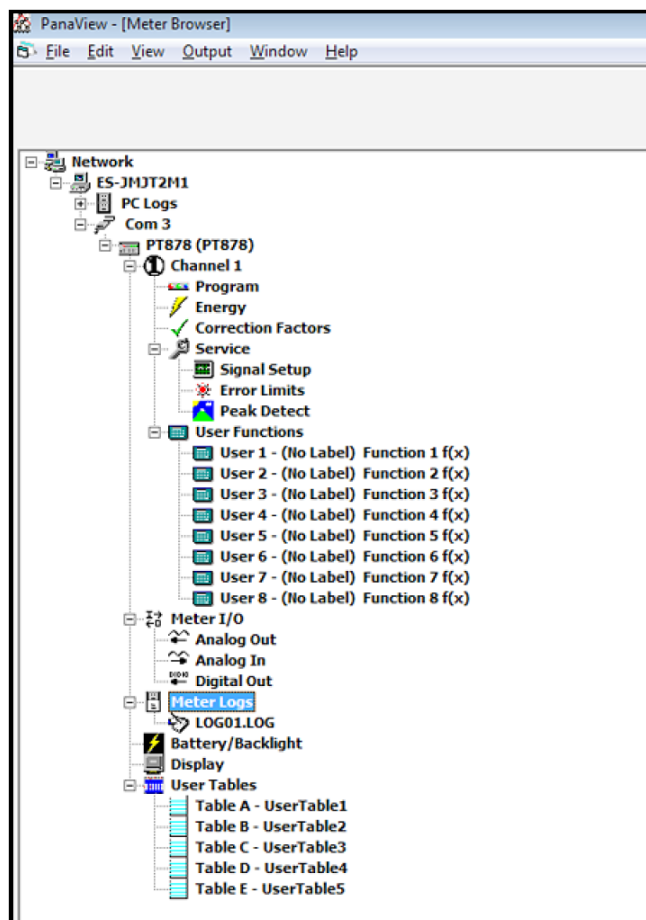 PanaView - [Meter Browser]
File Edit View Output Window Help
Network
ES-JMJT2M1
PC Logs
Com 3
PT878 (PT878)
Channel 1
Program
Energy
Correction Factors
Service
Signal Setup
Error Limits
Peak Detect
User Functions
User 1 - (No Label) Function 1 f(x)
User 2 - (No Label) Function 2 f(x)
User 3 - (No Label) Function 3 f(x)
User 4 - (No Label) Function 4 f(x)
User 5 - (No Label) Function 5 f(x)
User 6 - (No Label) Function 6 f(x)
User 7 - (No Label) Function 7 f(x)
User 8 - (No Label) Function 8 f(x)
Meter I/O
Analog Out
Analog In
Digital Out
Meter Logs
LOG01.LOG
Battery/Backlight
Display
User Tables
Table A - UserTable1
Table B - UserTable2
Table C - UserTable3
Table D - UserTable4
Table E - UserTable5